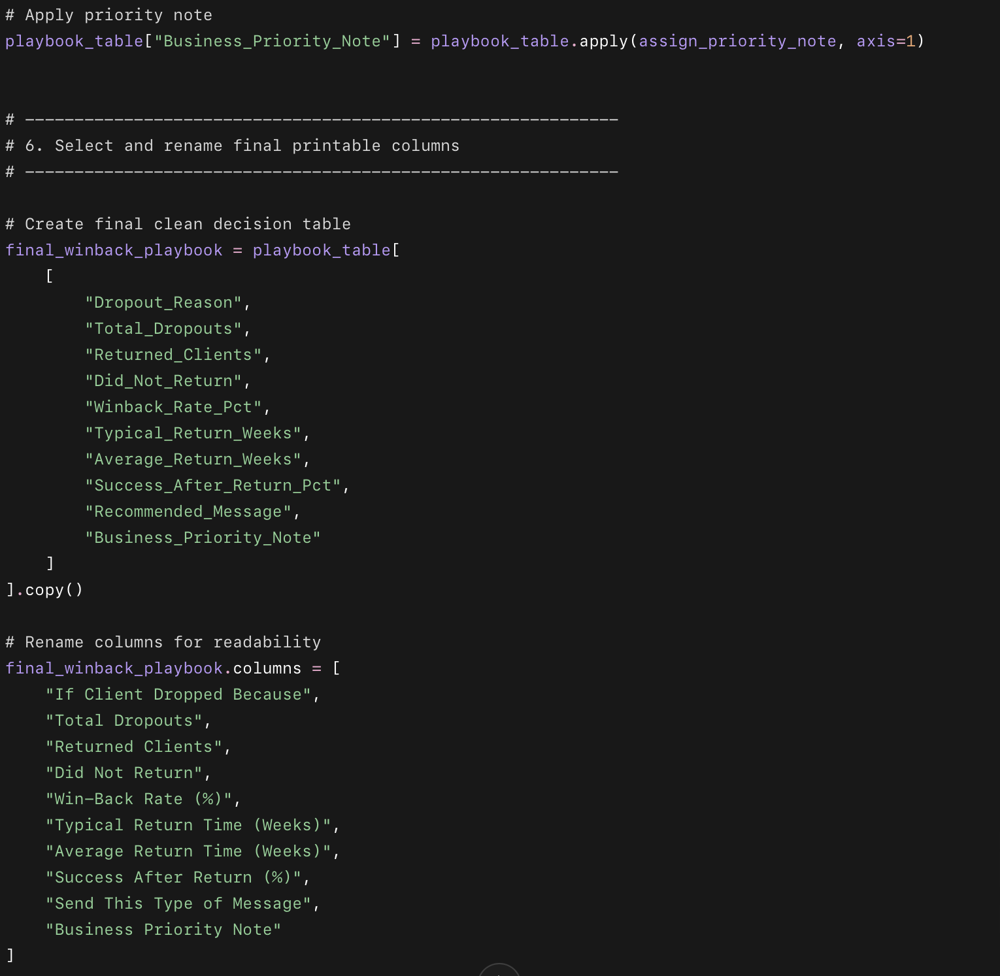 # Apply priority note
playbook_table["Business_Priority_Note"] = playbook_table.apply(assign_priority_note, axis=1)
# ------------------------------------------------------------
# 6. Select and rename final printable columns
# ------------------------------------------------------------
# Create final clean decision table
final_winback_playbook = playbook_table[
    [
        "Dropout_Reason",
        "Total_Dropouts",
        "Returned_Clients",
        "Did_Not_Return",
        "Winback_Rate_Pct",
        "Typical_Return_Weeks",
        "Average_Return_Weeks",
        "Success_After_Return_Pct",
        "Recommended_Message",
        "Business_Priority_Note"
    ]
].copy()
# Rename columns for readability
final_winback_playbook.columns = [
    "If Client Dropped Because",
    "Total Dropouts",
    "Returned Clients",
    "Did Not Return",
    "Win-Back Rate (%)",
    "Typical Return Time (Weeks)",
    "Average Return Time (Weeks)",
    "Success After Return (%)",
    "Send This Type of Message",
    "Business Priority Note"
]